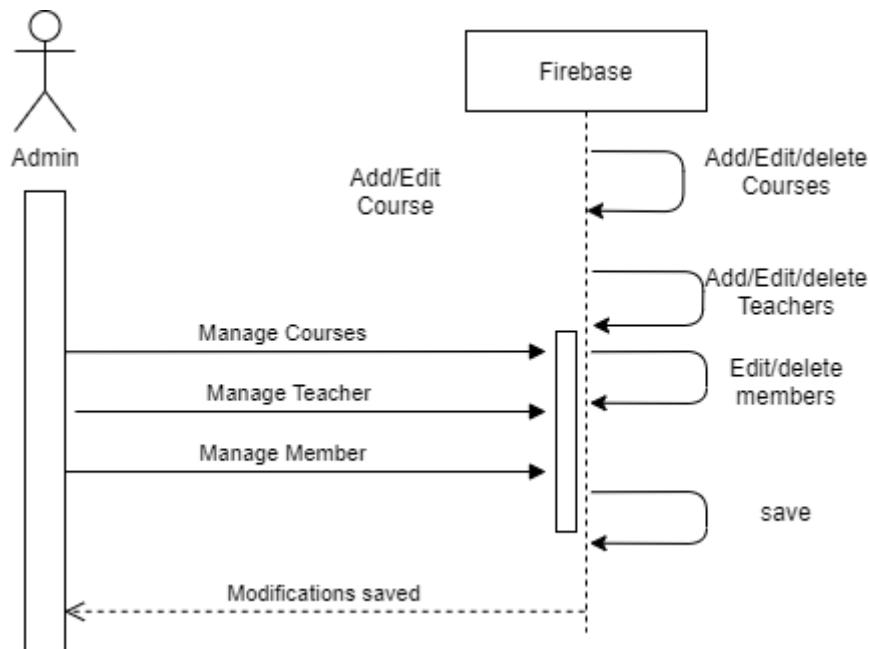 Firebase
Admin
Add/Edit
Course
Add/Edit/delete
Courses
Add/Edit/delete
Teachers
Manage Courses
Edit/delete
members
Manage Teacher
Manage Member
save
Modifications saved